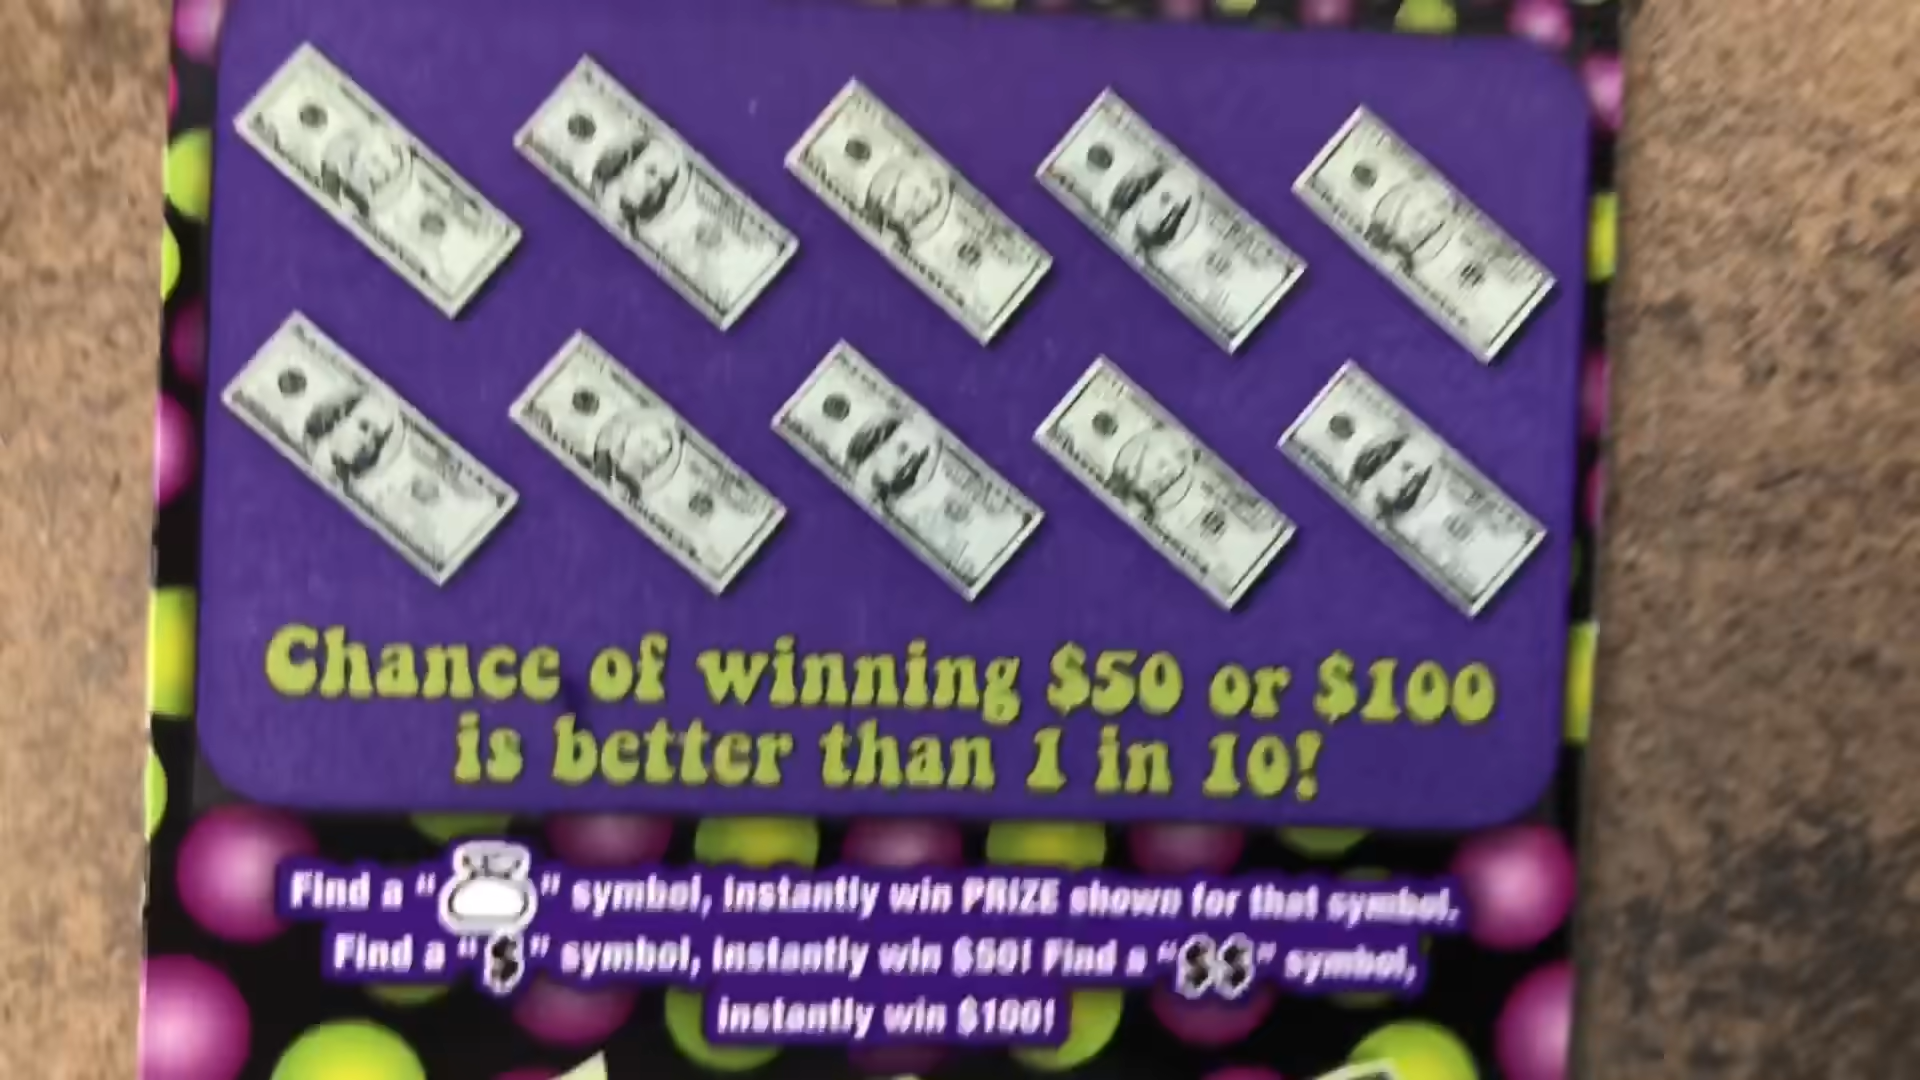 Chance of winning $50 or $100
is better than 1 in 10!
Find a " " symbol, instantly win PRIZE shown for that symbol.
Find a "$" symbol, instantly win $50! Find a "$$" symbol,
instantly win $100!